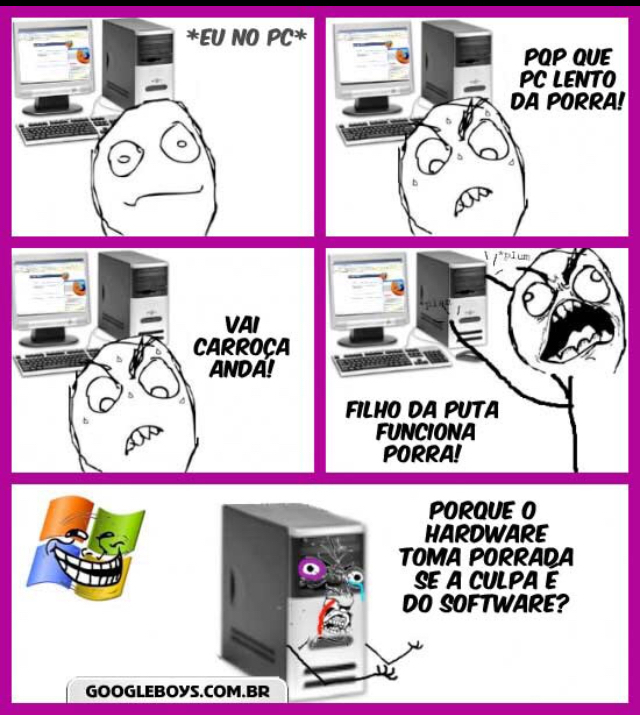 *EU NO PC*
PQP QUE
PC LENTO
DA PORRA!
VAI
CARROÇA
ANDA!
*plum
*plum
FILHO DA PUTA
FUNCIONA
PORRA!
PORQUE O
HARDWARE
TOMA PORRADA
SE A CULPA É
DO SOFTWARE?
GOOGLEBOYS.COM.BR